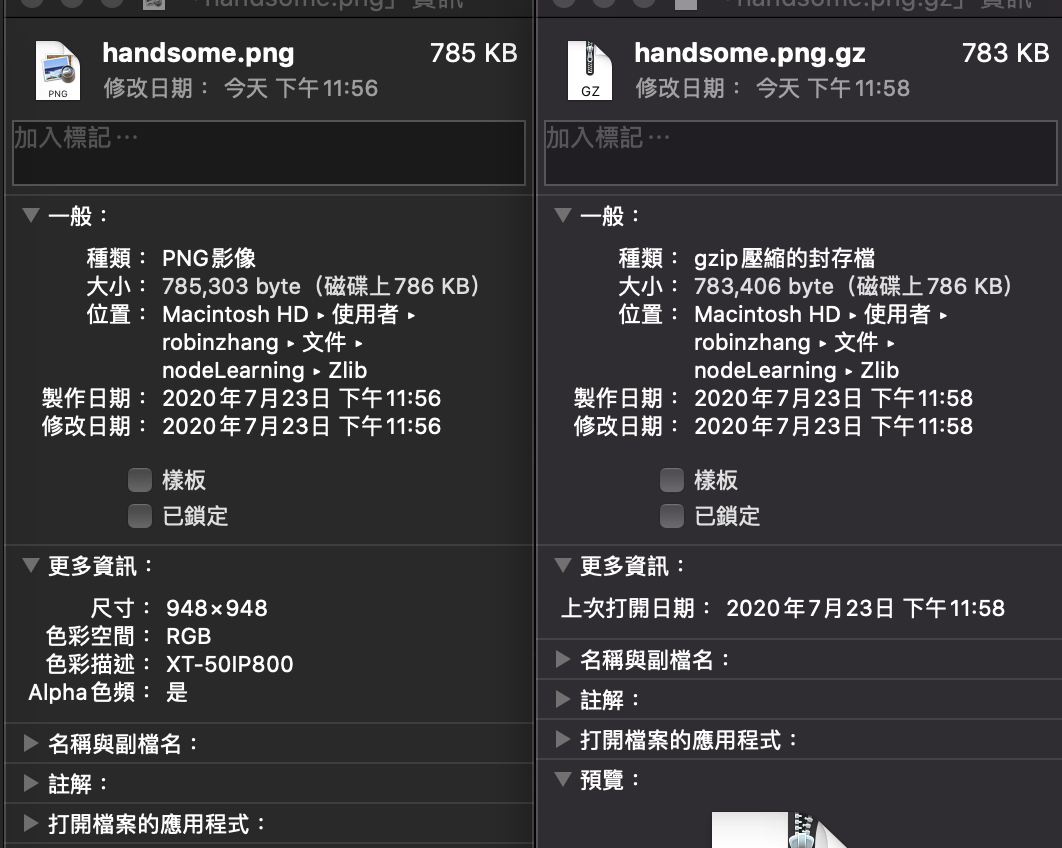 handsome.png」資訊
handsome.png 785 KB
修改日期： 今天 下午11:56
PNG
加入標記⋯
一般：
種類： PNG影像
大小： 785,303 byte（磁碟上786 KB）
位置： Macintosh HD ▸ 使用者 ▸
robinzhang ▸ 文件 ▸
nodeLearning ▸ Zlib
製作日期： 2020年7月23日 下午11:56
修改日期： 2020年7月23日 下午11:56
樣板
已鎖定
更多資訊：
尺寸： 948×948
色彩空間： RGB
色彩描述： XT-50IP800
Alpha色頻： 是
名稱與副檔名：
註解：
打開檔案的應用程式：
handsome.png.gz」資訊
handsome.png.gz 783 KB
修改日期： 今天 下午11:58
GZ
加入標記⋯
一般：
種類： gzip壓縮的封存檔
大小： 783,406 byte（磁碟上786 KB）
位置： Macintosh HD ▸ 使用者 ▸
robinzhang ▸ 文件 ▸
nodeLearning ▸ Zlib
製作日期： 2020年7月23日 下午11:58
修改日期： 2020年7月23日 下午11:58
樣板
已鎖定
更多資訊：
上次打開日期： 2020年7月23日 下午11:58
名稱與副檔名：
註解：
打開檔案的應用程式：
預覽：